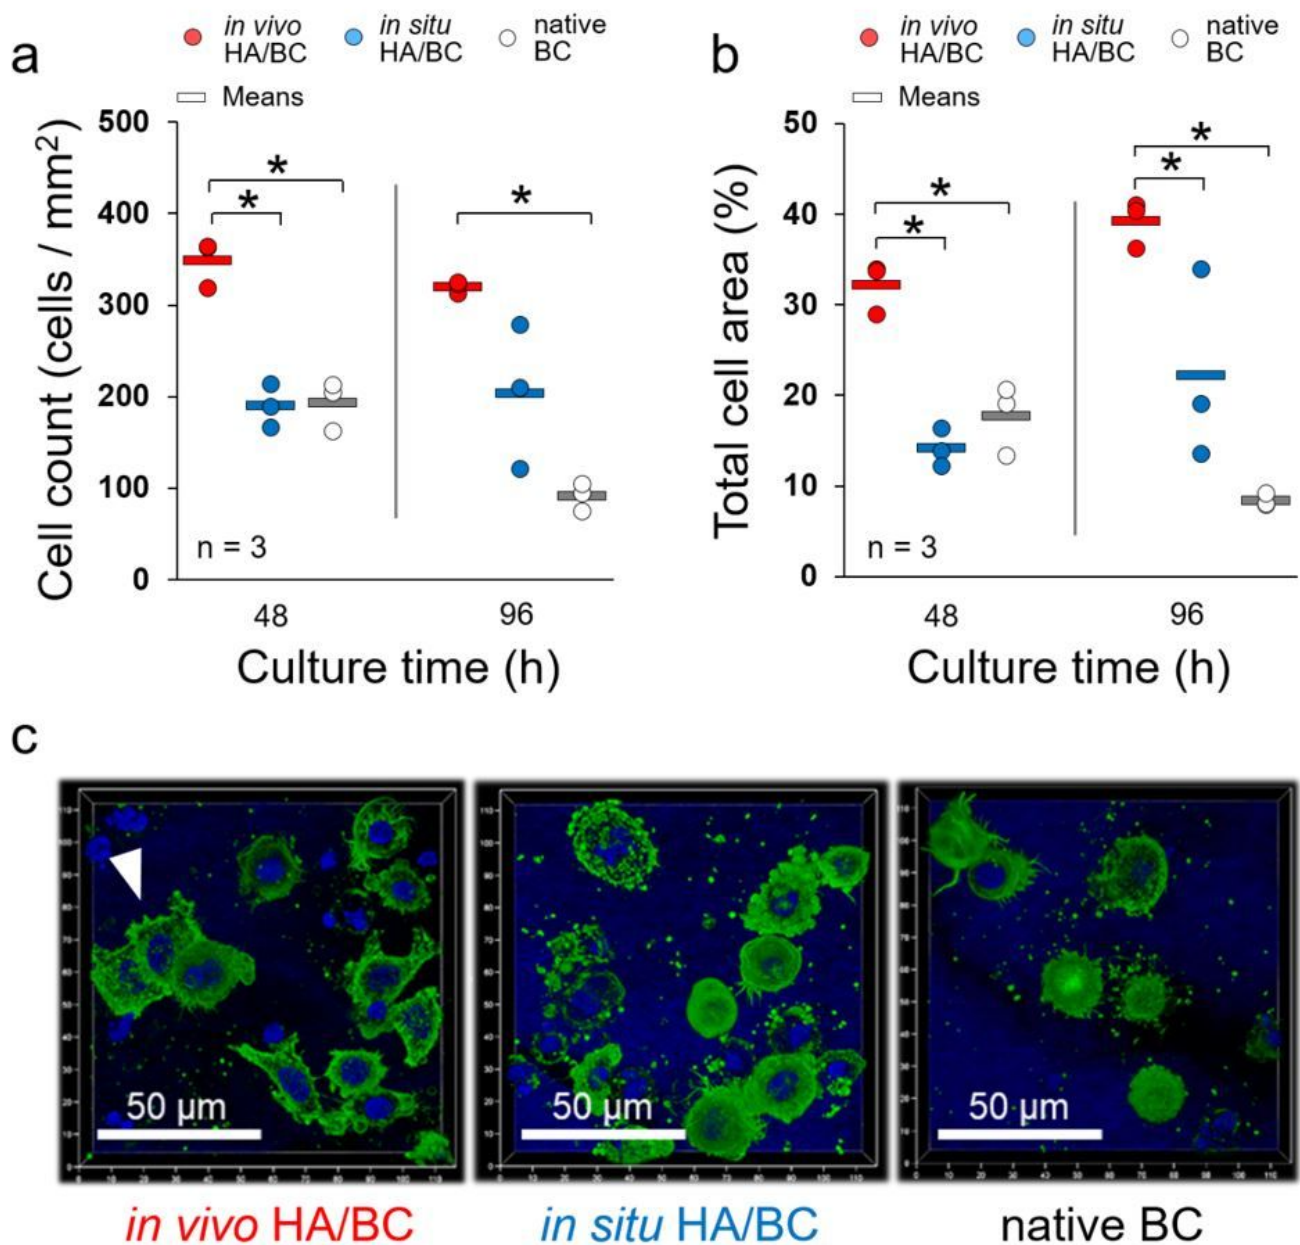 a
in vivo HA/BC
in situ HA/BC
native BC
Means
Cell count (cells / mm²)
500
400
300
200
100
0
*
*
*
n = 3
48
96
Culture time (h)
b
in vivo HA/BC
in situ HA/BC
native BC
Means
Total cell area (%)
50
40
30
20
10
0
*
*
*
*
n = 3
48
96
Culture time (h)
c
50 µm
50 µm
50 µm
in vivo HA/BC
in situ HA/BC
native BC